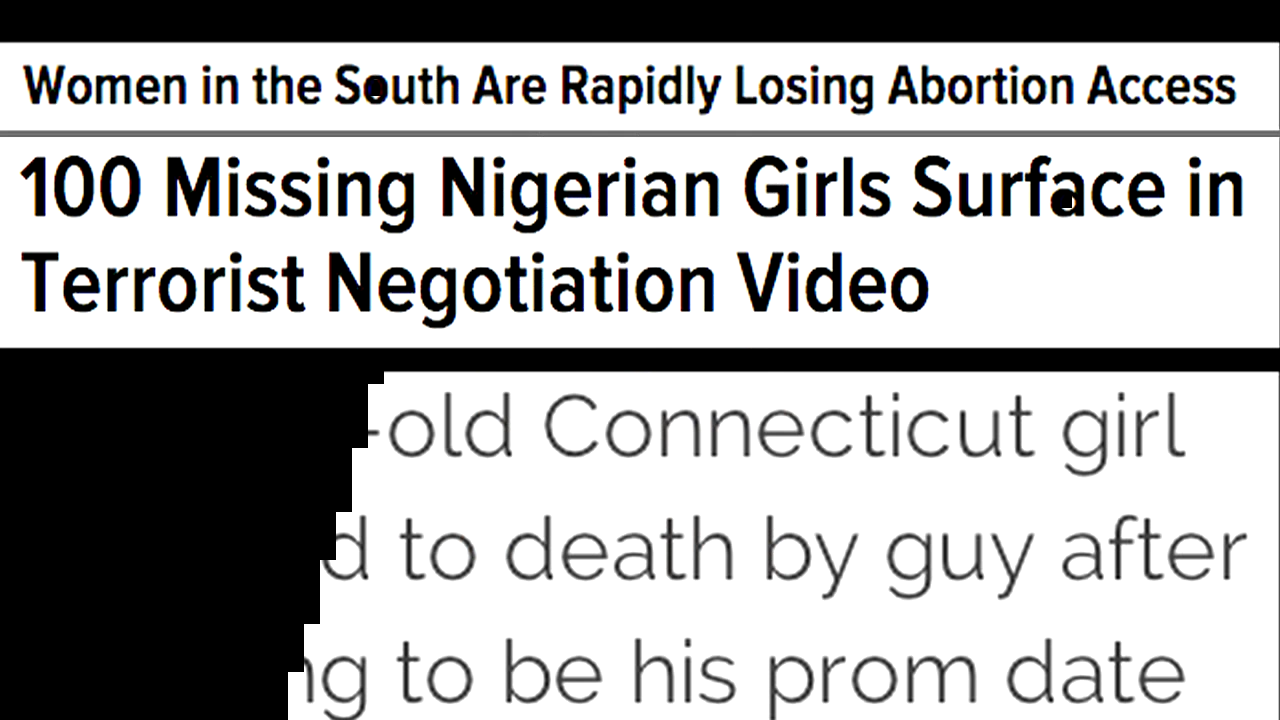 Women in the South Are Rapidly Losing Abortion Access
100 Missing Nigerian Girls Surface in
Terrorist Negotiation Video
-old Connecticut girl
to death by guy after
to be his prom date